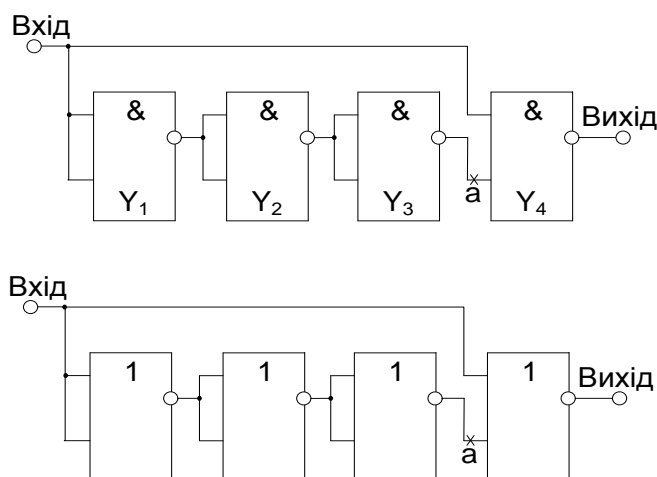 Вхід
& & & & Вихід
Y1 Y2 Y3 a Y4
Вхід
1 1 1 1 Вихід
a